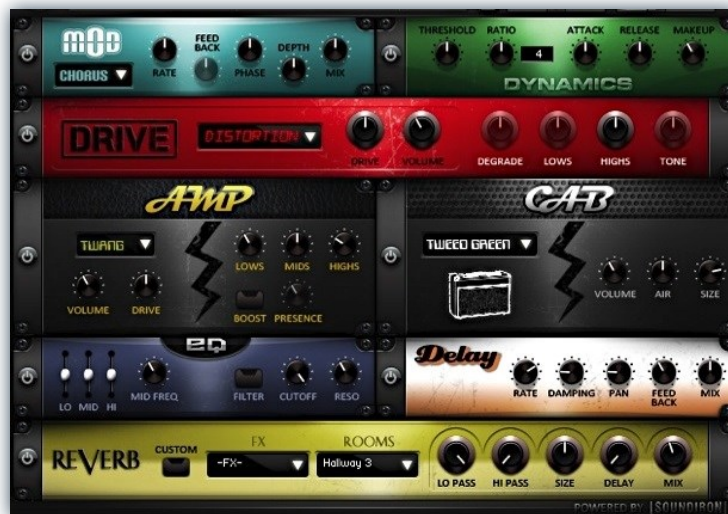 MOD
CHORUS
FEED BACK
DEPTH
RATE
PHASE
MIX
THRESHOLD
RATIO
4
ATTACK
RELEASE
MAKEUP
DYNAMICS
DRIVE
DISTORTION
DRIVE
VOLUME
DEGRADE
LOWS
HIGHS
TONE
AMP
TWANG
VOLUME
DRIVE
LOWS
MIDS
HIGHS
BOOST
PRESENCE
CAB
TWEED GREEN
VOLUME
AIR
SIZE
EQ
LO
MID
HI
MID FREQ
FILTER
CUTOFF
RESO
Delay
RATE
DAMPING
PAN
FEED BACK
MIX
REVERB
CUSTOM
FX
-FX-
ROOMS
Hallway 3
LO PASS
HI PASS
SIZE
DELAY
MIX
POWERED BY SOUNDIRON